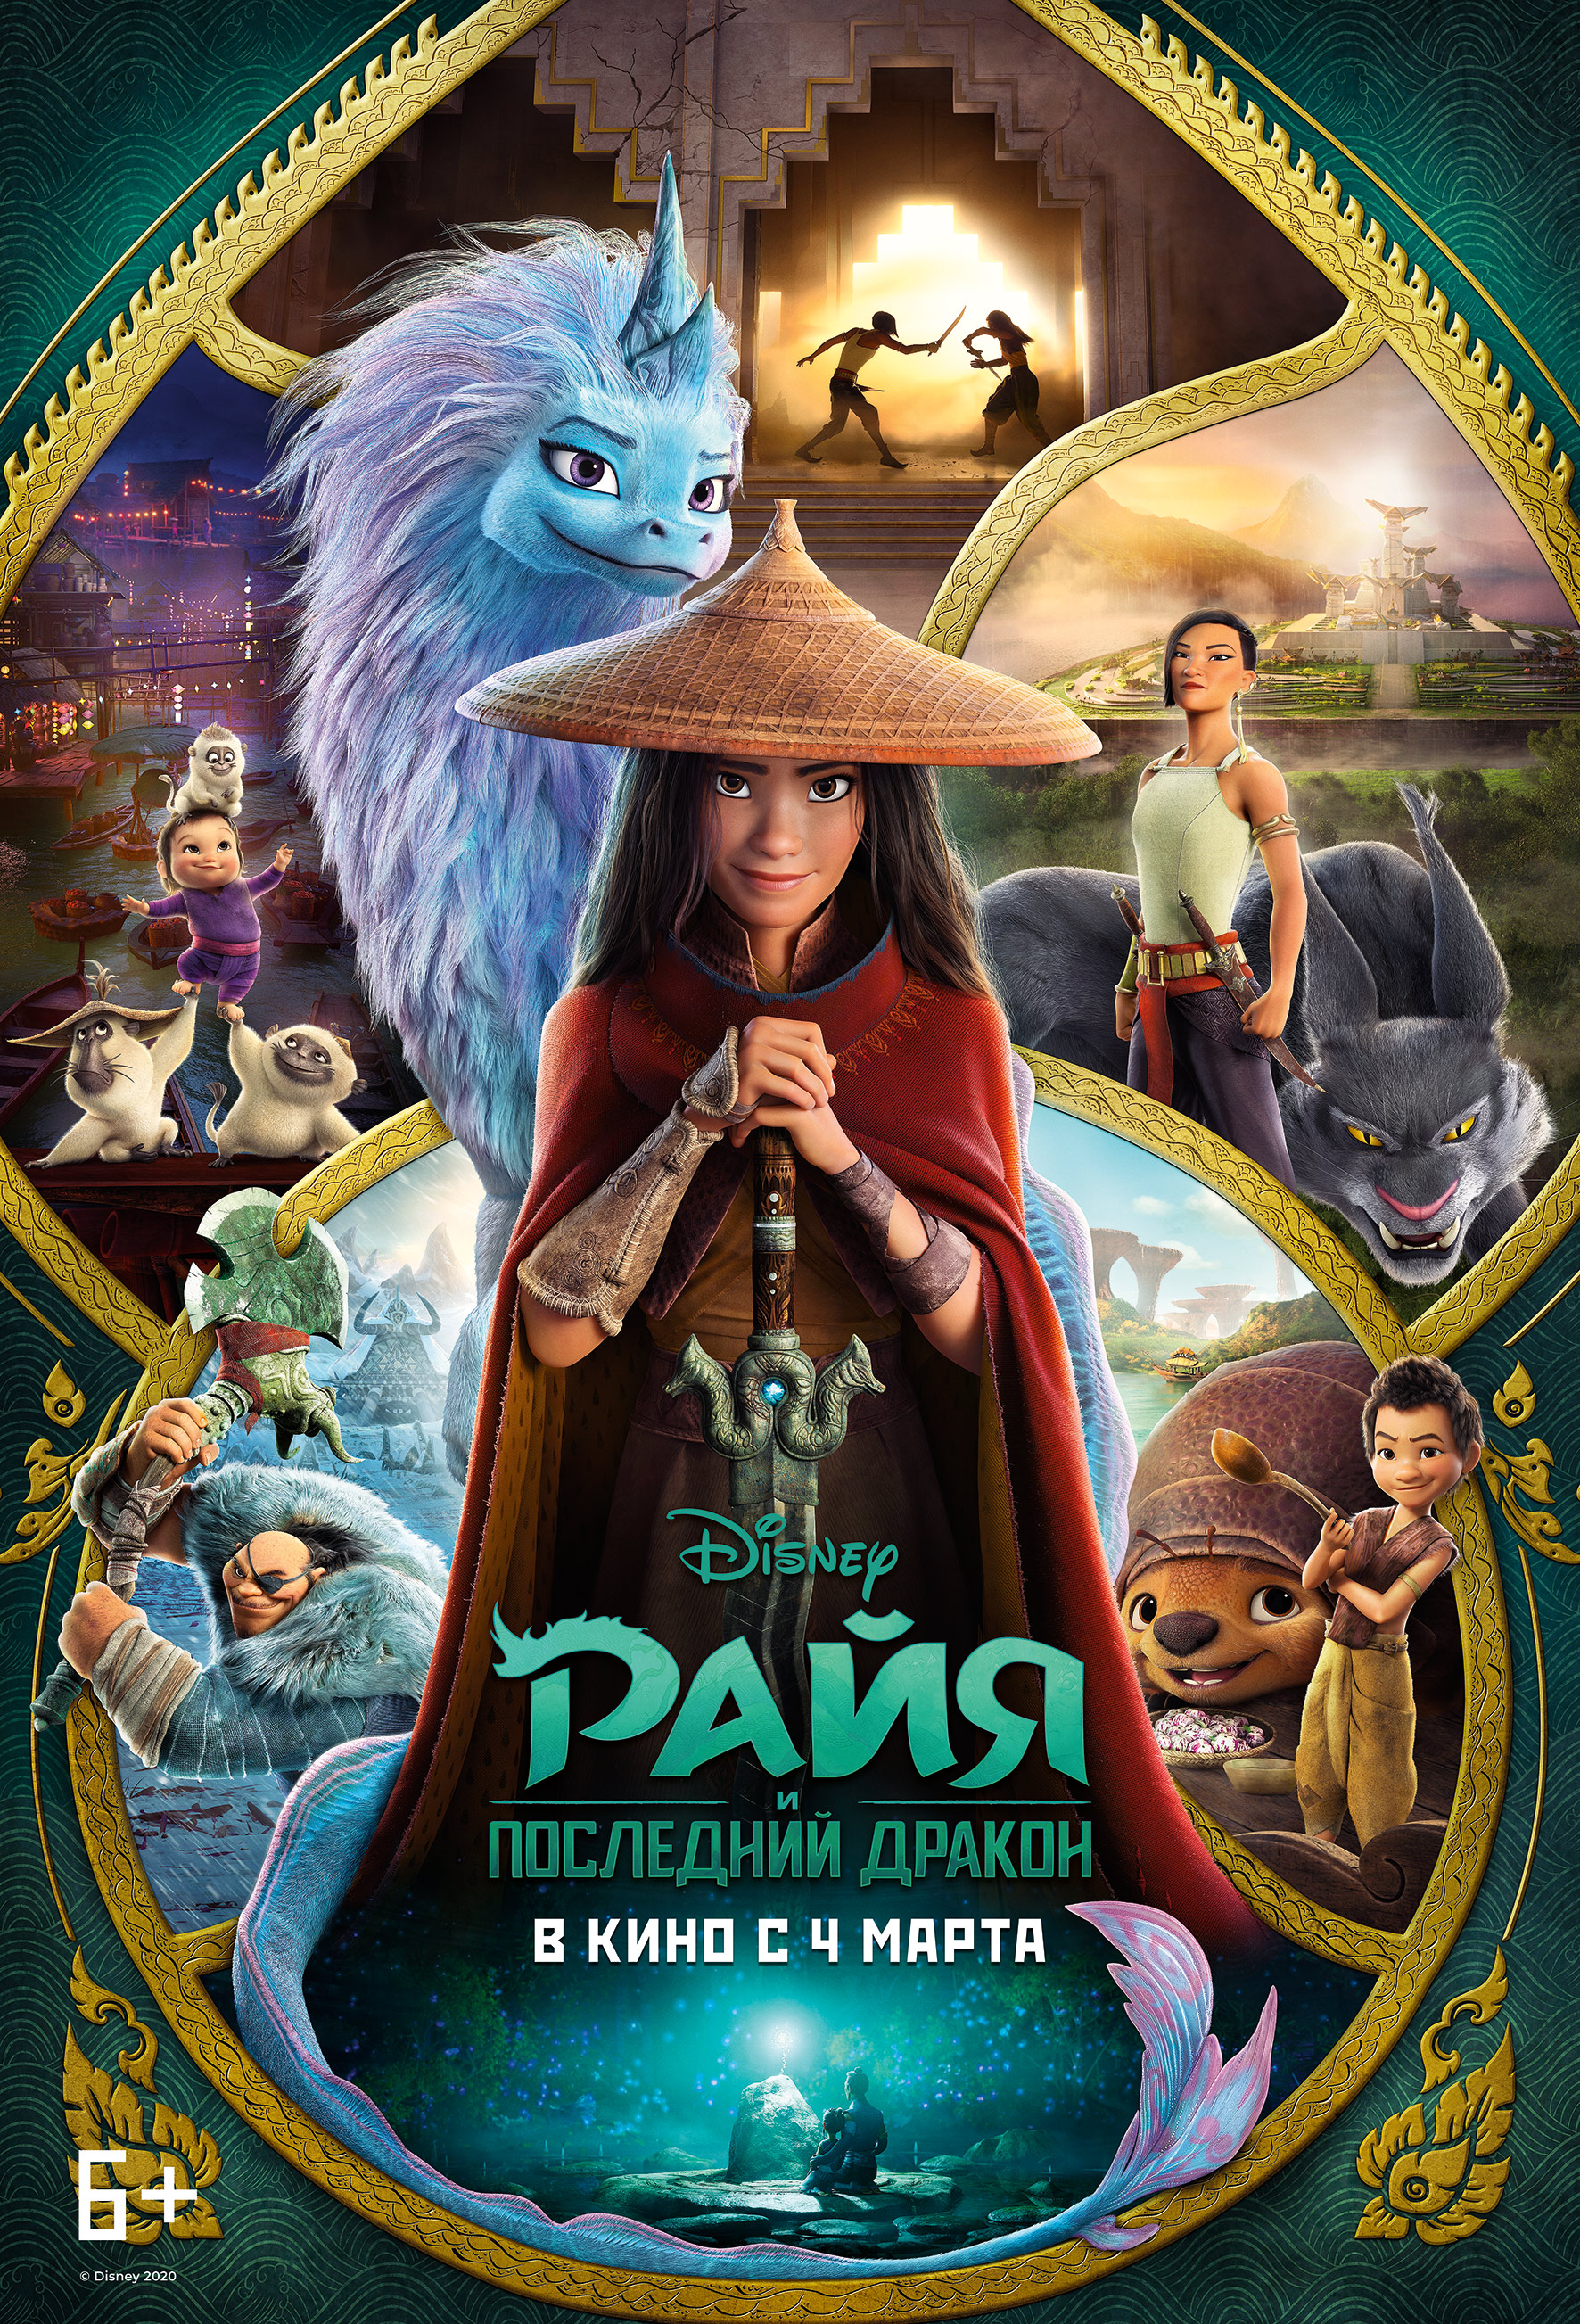 Disney
РАЙЯ
и
ПОСЛЕДНИЙ ДРАКОН
В КИНО С 4 МАРТА
6+
© Disney 2020